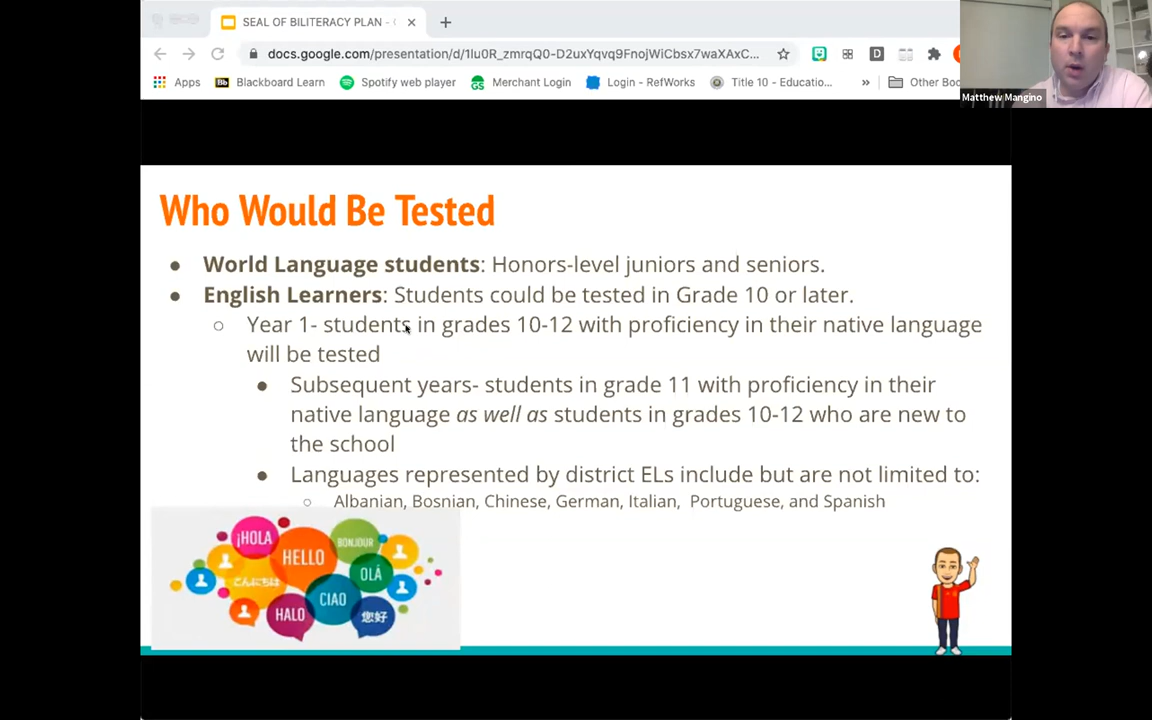 SEAL OF BILITERACY PLAN -
docs.google.com/presentation/d/1Iu0R_zmrqQ0-D2uxYqvq9FnojWiCbsx7waXAxC...
Apps Blackboard Learn Spotify web player Merchant Login Login - RefWorks Title 10 - Educatio... » Other Boo
Matthew Mangino
Who Would Be Tested
● World Language students: Honors-level juniors and seniors.
● English Learners: Students could be tested in Grade 10 or later.
○ Year 1- students in grades 10-12 with proficiency in their native language
will be tested
● Subsequent years- students in grade 11 with proficiency in their
native language as well as students in grades 10-12 who are new to
the school
● Languages represented by district ELs include but are not limited to:
○ Albanian, Bosnian, Chinese, German, Italian, Portuguese, and Spanish
¡HOLA
HELLO
BONJOUR
こんにちは
OLÁ
HALO
CIAO
您好